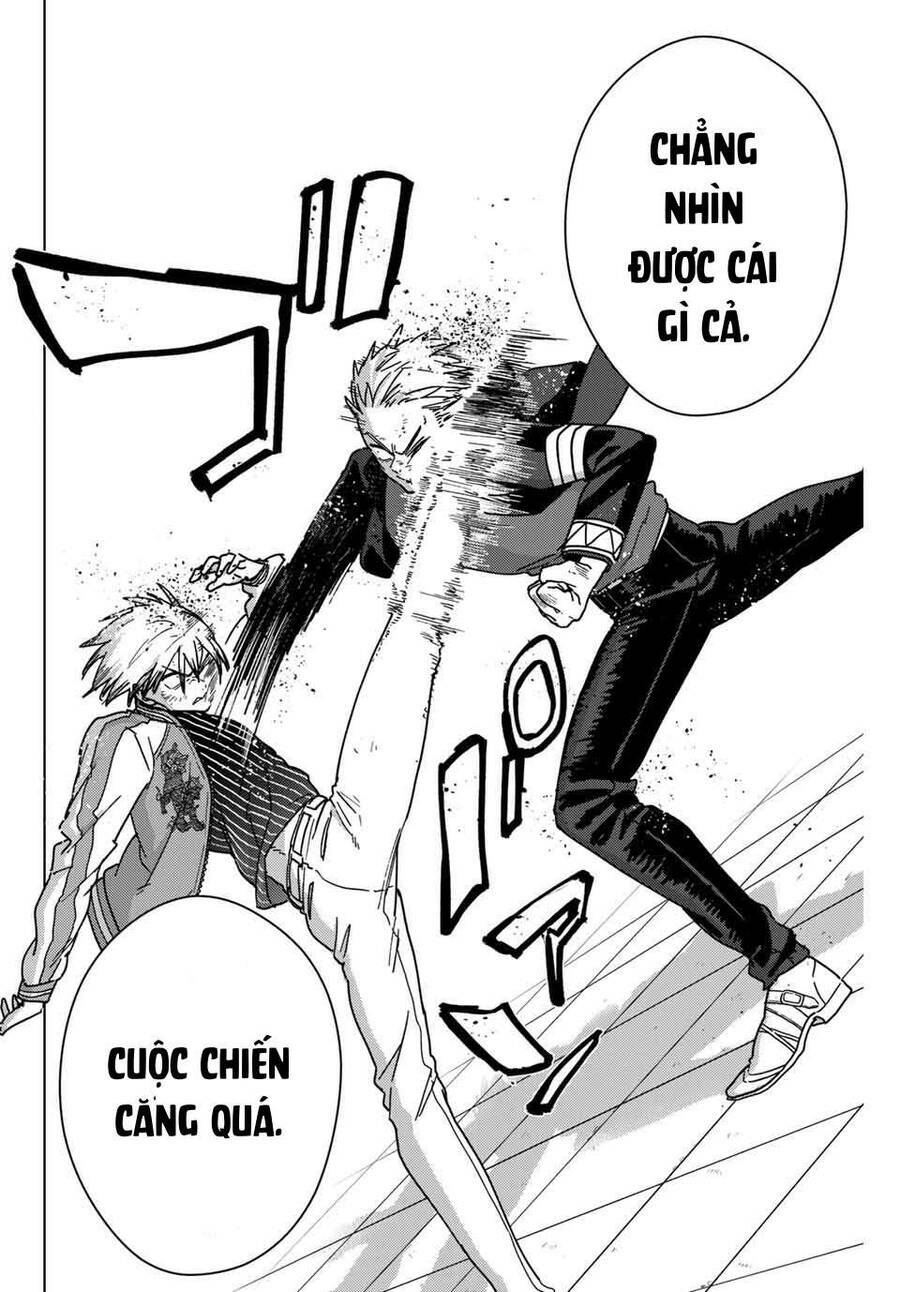 CHẲNG
NHÌN
ĐƯỢC CÁI
GÌ CẢ.
CUỘC CHIẾN
CĂNG QUÁ.